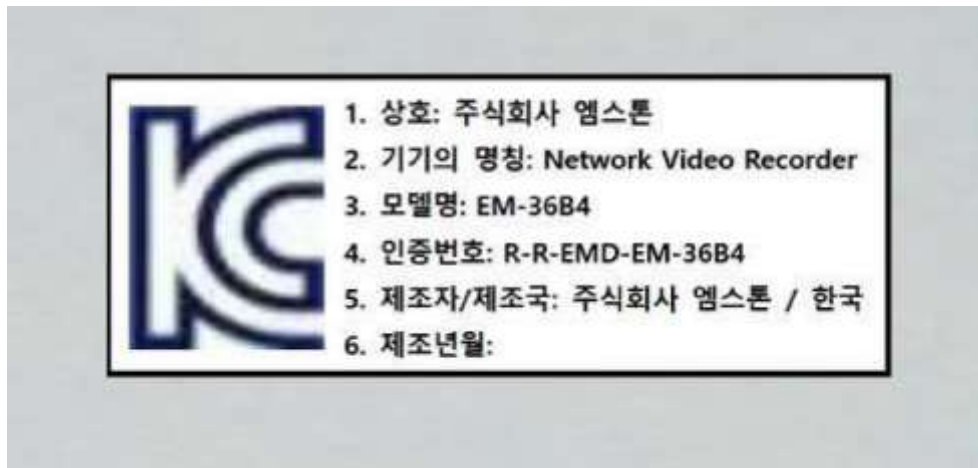 KC
1. 상호: 주식회사 엠스톤
2. 기기의 명칭: Network Video Recorder
3. 모델명: EM-36B4
4. 인증번호: R-R-EMD-EM-36B4
5. 제조자/제조국: 주식회사 엠스톤 / 한국
6. 제조년월: